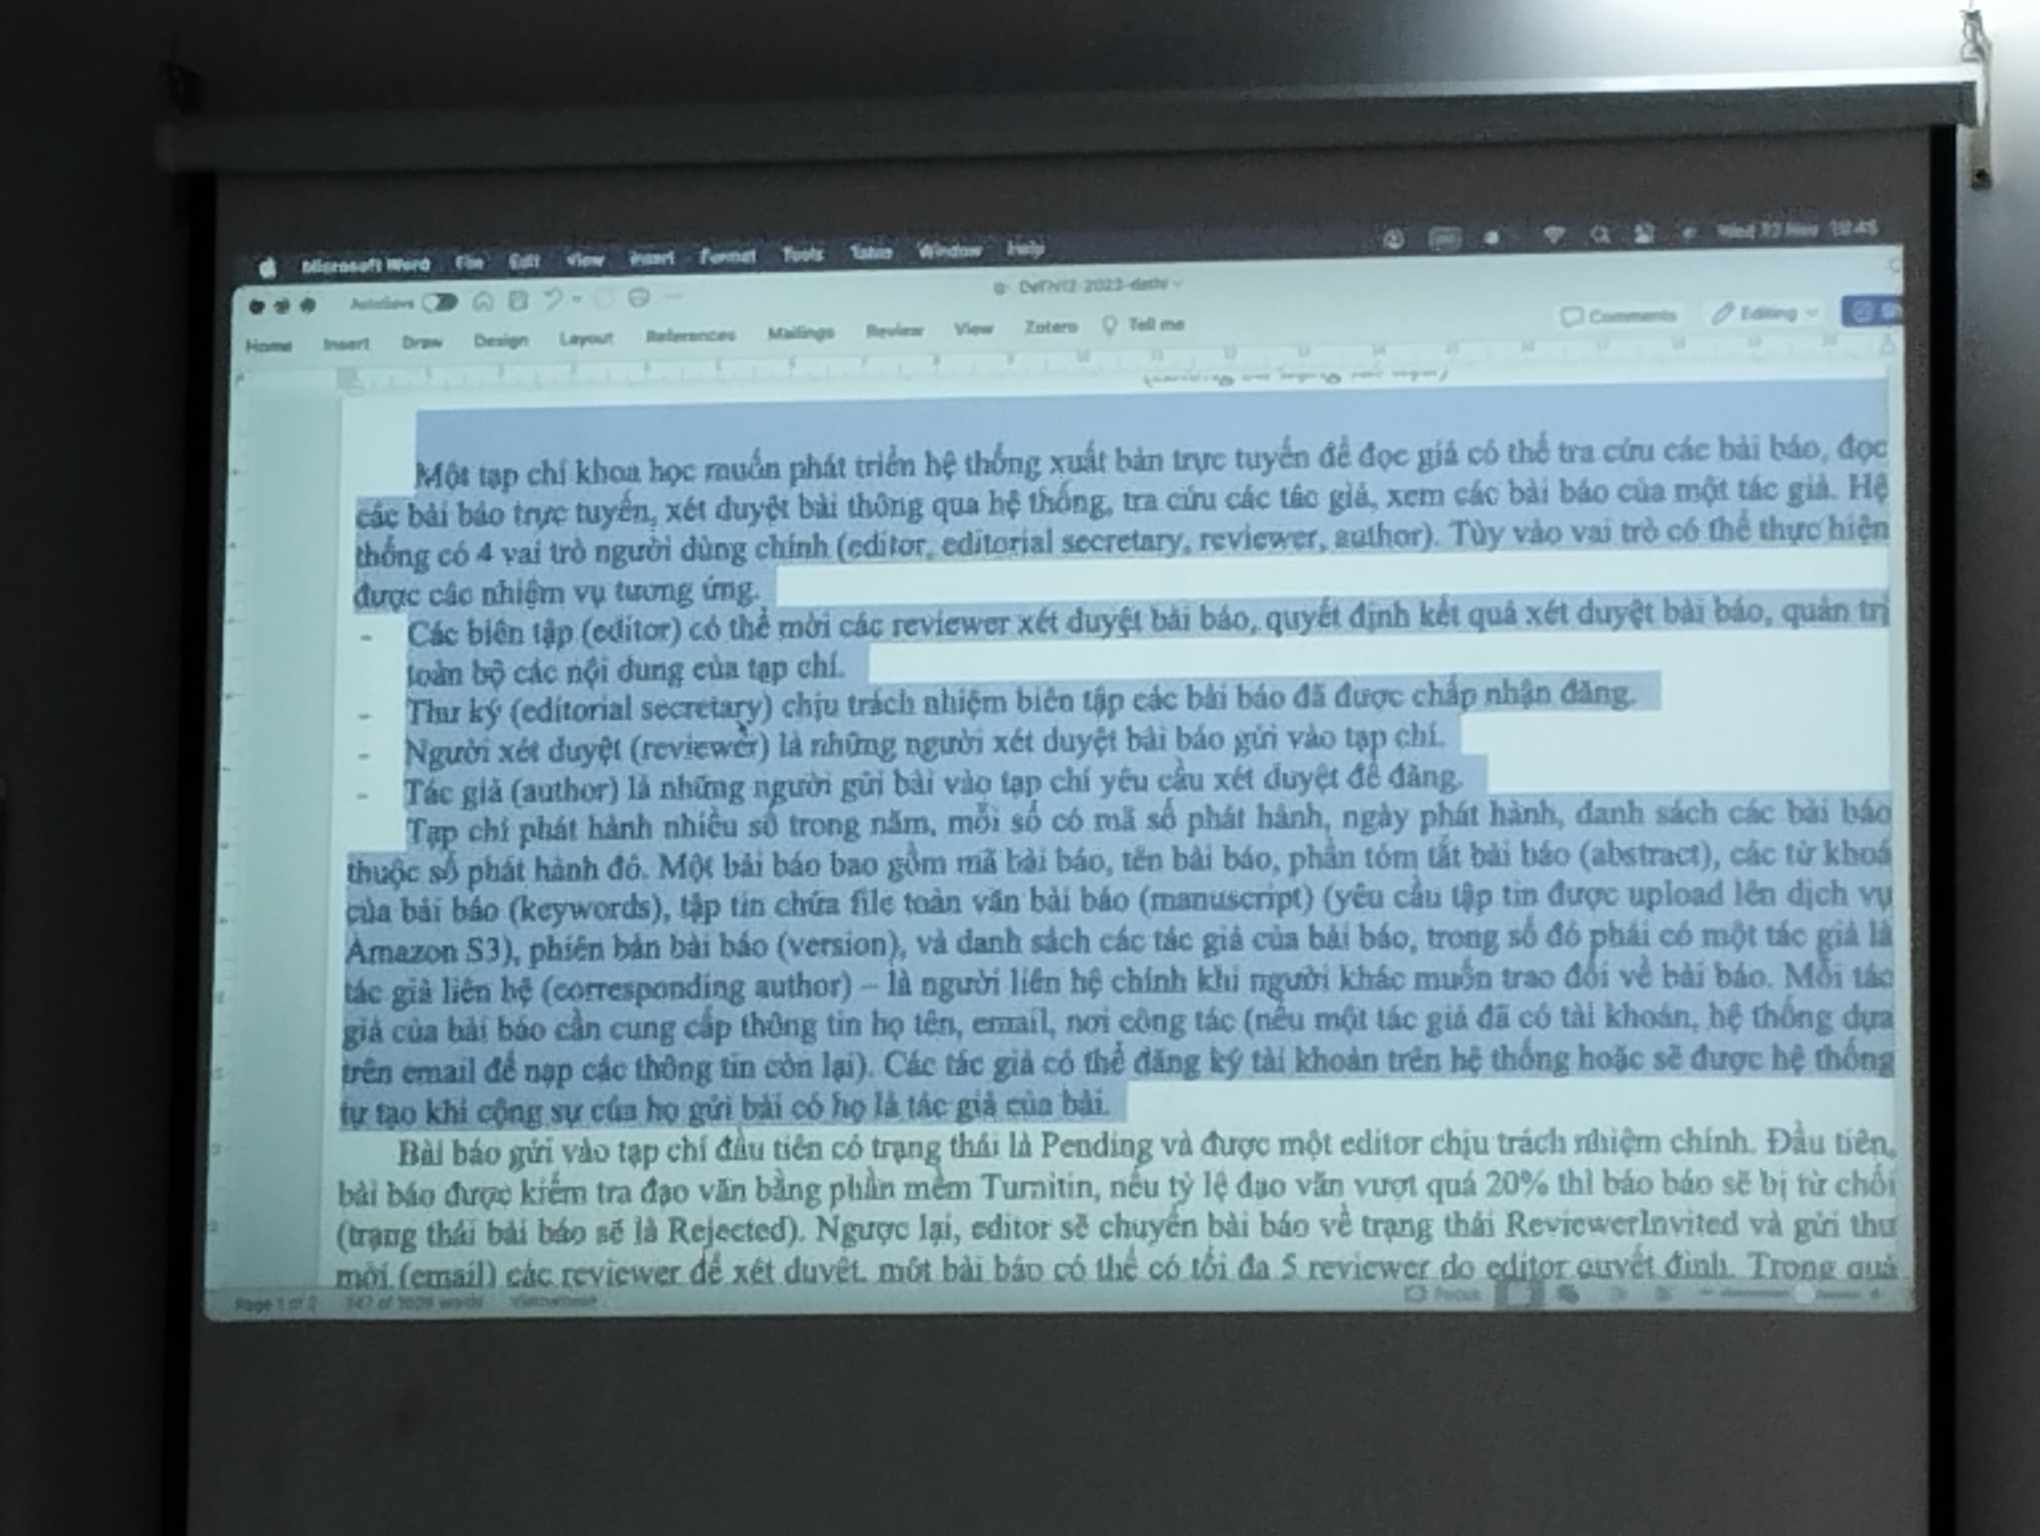 Microsoft Word File Edit View Insert Format Tools Table Window Help
AutoSave
Home Insert Draw Design Layout References Mailings Review View Zotero Tell me Comments Editing
Một tạp chí khoa học muốn phát triển hệ thống xuất bản trực tuyến để đọc giả có thể tra cứu các bài báo, đọc
các bài báo trực tuyến, xét duyệt bài thông qua hệ thống, tra cứu các tác giả, xem các bài báo của một tác giả. Hệ
thống có 4 vai trò người dùng chính (editor, editorial secretary, reviewer, author). Tùy vào vai trò có thể thực hiện
được các nhiệm vụ tương ứng.
- Các biên tập (editor) có thể mời các reviewer xét duyệt bài báo, quyết định kết quả xét duyệt bài báo, quản trị
toàn bộ các nội dung của tạp chí.
- Thư ký (editorial secretary) chịu trách nhiệm biên tập các bài báo đã được chấp nhận đăng.
- Người xét duyệt (reviewer) là những người xét duyệt bài báo gửi vào tạp chí.
- Tác giả (author) là những người gửi bài vào tạp chí yêu cầu xét duyệt để đăng.
Tạp chí phát hành nhiều số trong năm, mỗi số có mã số phát hành, ngày phát hành, danh sách các bài báo
thuộc số phát hành đó. Một bài báo bao gồm mã bài báo, tên bài báo, phần tóm tắt bài báo (abstract), các từ khoá
của bài báo (keywords), tập tin chứa file toàn văn bài báo (manuscript) (yêu cầu tập tin được upload lên dịch vụ
Amazon S3), phiên bản bài báo (version), và danh sách các tác giả của bài báo, trong số đó phải có một tác giả là
tác giả liên hệ (corresponding author) – là người liên hệ chính khi người khác muốn trao đổi về bài báo. Mỗi tác
giả của bài báo cần cung cấp thông tin họ tên, email, nơi công tác (nếu một tác giả đã có tài khoản, hệ thống dựa
trên email để nạp các thông tin còn lại). Các tác giả có thể đăng ký tài khoản trên hệ thống hoặc sẽ được hệ thống
tự tạo khi cộng sự của họ gửi bài có họ là tác giả của bài.
Bài báo gửi vào tạp chí đầu tiên có trạng thái là Pending và được một editor chịu trách nhiệm chính. Đầu tiên,
bài báo được kiểm tra đạo văn bằng phần mềm Turnitin, nếu tỷ lệ đạo văn vượt quá 20% thì báo báo sẽ bị từ chối
(trạng thái bài báo sẽ là Rejected). Ngược lại, editor sẽ chuyển bài báo về trạng thái ReviewerInvited và gửi thư
mời (email) các reviewer để xét duyệt, một bài báo có thể có tối đa 5 reviewer do editor quyết định. Trong quá
Page 1 of 2 Vietnamese Focus